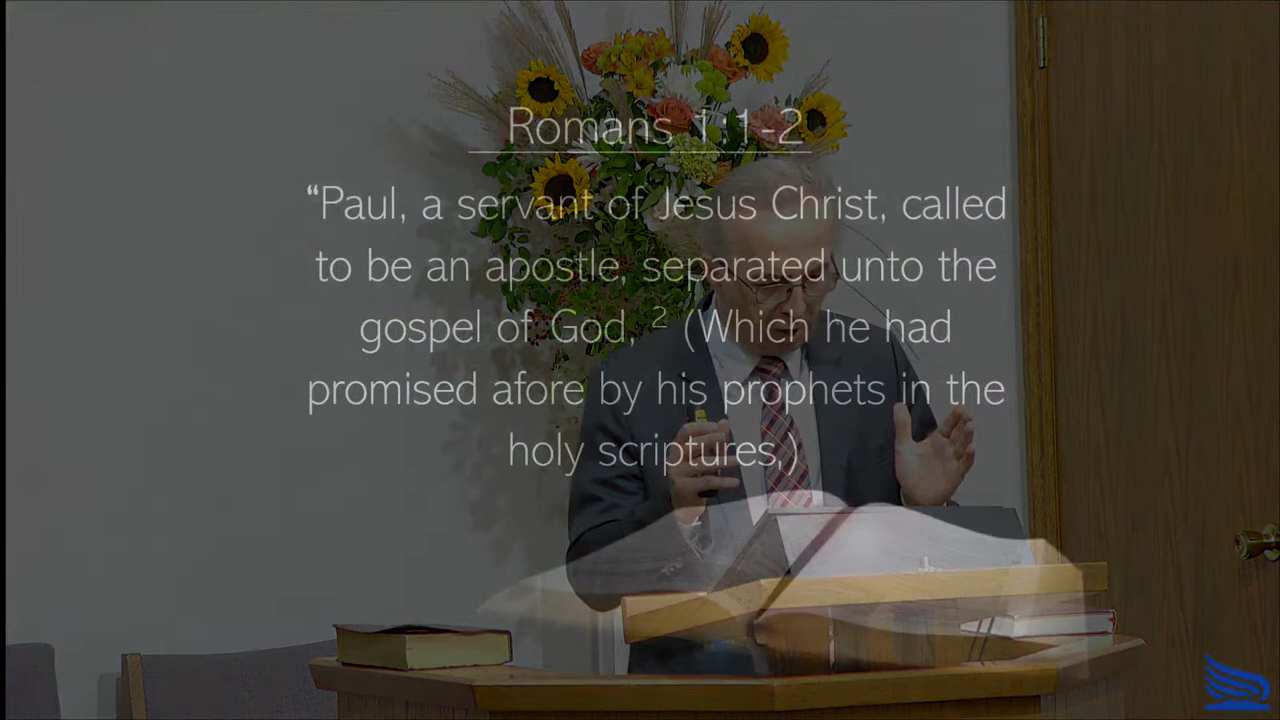 Romans 1:1-2
“Paul, a servant of Jesus Christ, called
to be an apostle, separated unto the
gospel of God, ² (Which he had
promised afore by his prophets in the
holy scriptures,)